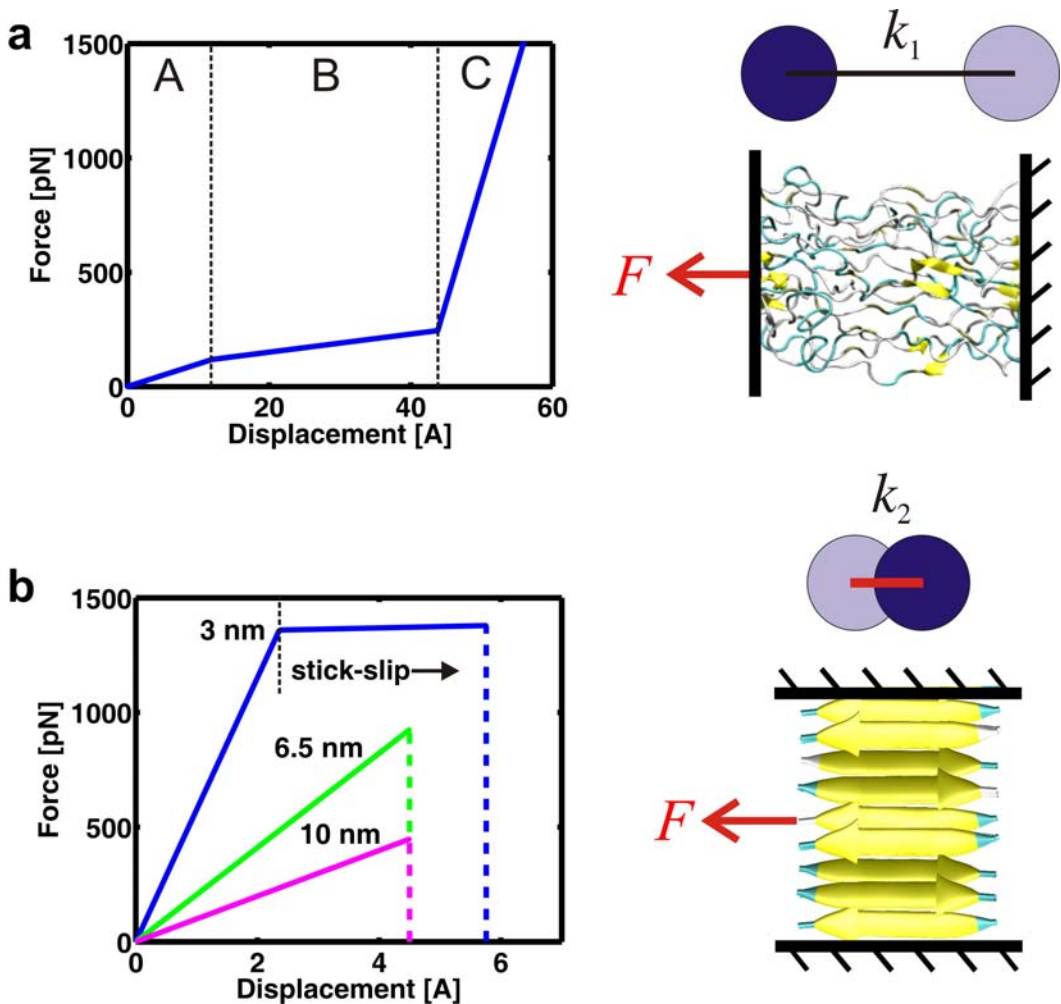 a
1500
1000
500
0
Force [pN]
A
B
C
0
20
40
60
Displacement [A]
k1
F
b
1500
1000
500
0
Force [pN]
3 nm
stick-slip
6.5 nm
10 nm
0
2
4
6
Displacement [A]
k2
F